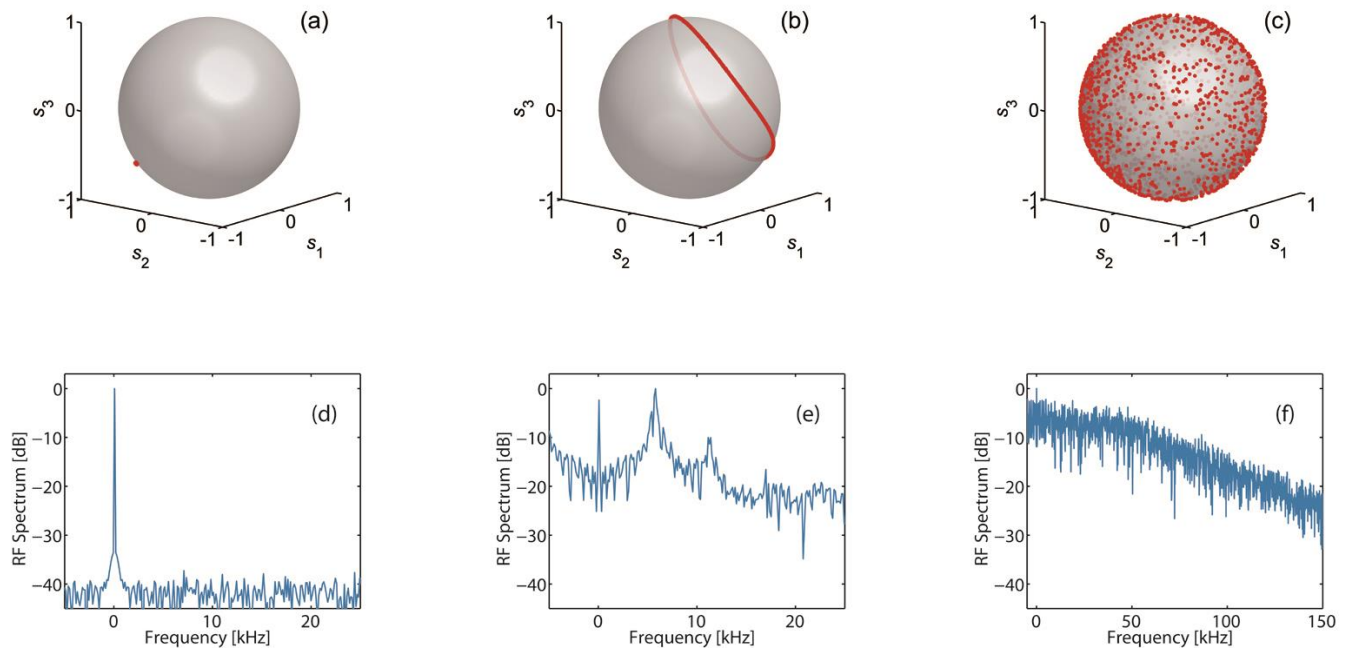 (a)
1
0
-1
s3
1
0
-1
s2
-1
0
1
s1
(b)
1
0
-1
s3
1
0
-1
s2
-1
0
1
s1
(c)
1
0
-1
s3
1
0
-1
s2
-1
0
1
s1
(d)
0
−10
−20
−30
−40
RF Spectrum [dB]
0 10 20
Frequency [kHz]
(e)
0
−10
−20
−30
−40
RF Spectrum [dB]
0 10 20
Frequency [kHz]
(f)
0
−10
−20
−30
−40
RF Spectrum [dB]
0 50 100 150
Frequency [kHz]